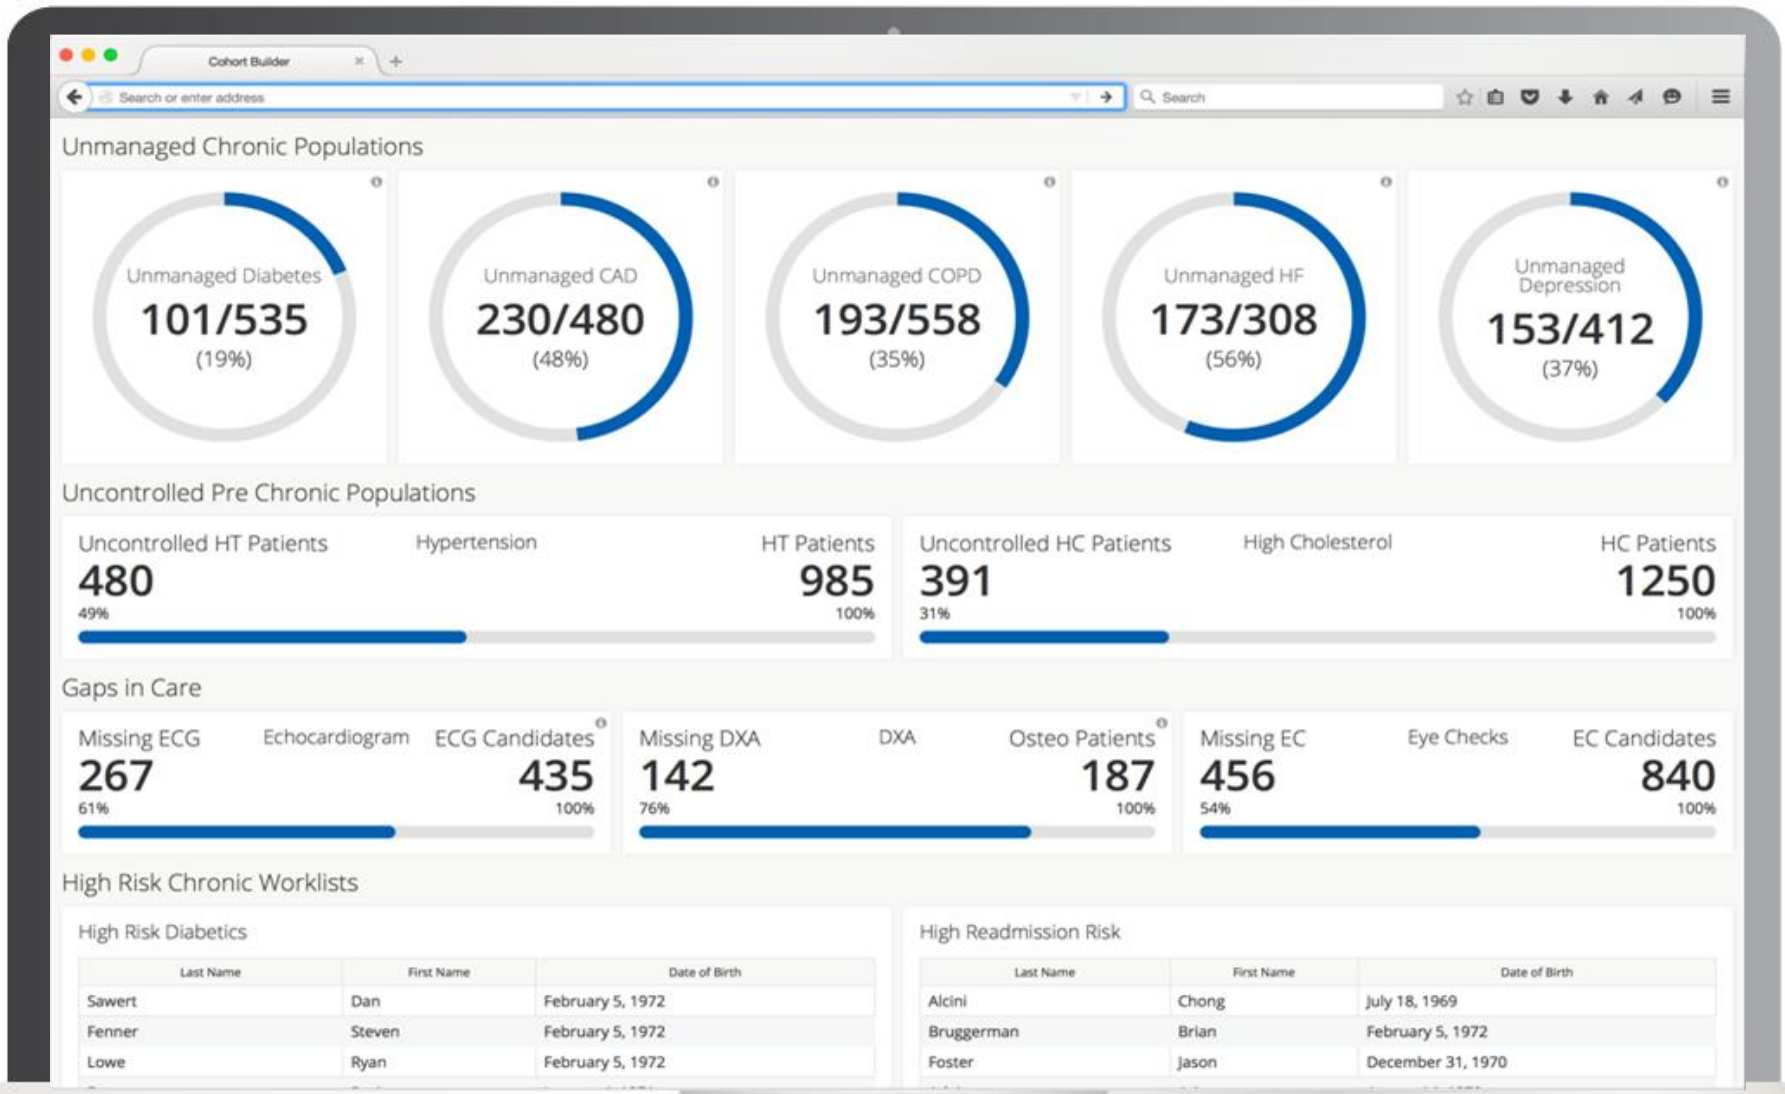 Cohort Builder
Search or enter address
Search
Unmanaged Chronic Populations
Unmanaged Diabetes
101/535
(19%)
Unmanaged CAD
230/480
(48%)
Unmanaged COPD
193/558
(35%)
Unmanaged HF
173/308
(56%)
Unmanaged
Depression
153/412
(37%)
Uncontrolled Pre Chronic Populations
Uncontrolled HT Patients Hypertension HT Patients
480 985
49% 100%
Uncontrolled HC Patients High Cholesterol HC Patients
391 1250
31% 100%
Gaps in Care
Missing ECG Echocardiogram ECG Candidates
267 435
61% 100%
Missing DXA DXA Osteo Patients
142 187
76% 100%
Missing EC Eye Checks EC Candidates
456 840
54% 100%
High Risk Chronic Worklists
High Risk Diabetics
Last Name First Name Date of Birth
Sawert Dan February 5, 1972
Fenner Steven February 5, 1972
Lowe Ryan February 5, 1972
High Readmission Risk
Last Name First Name Date of Birth
Alcini Chong July 18, 1969
Bruggerman Brian February 5, 1972
Foster Jason December 31, 1970